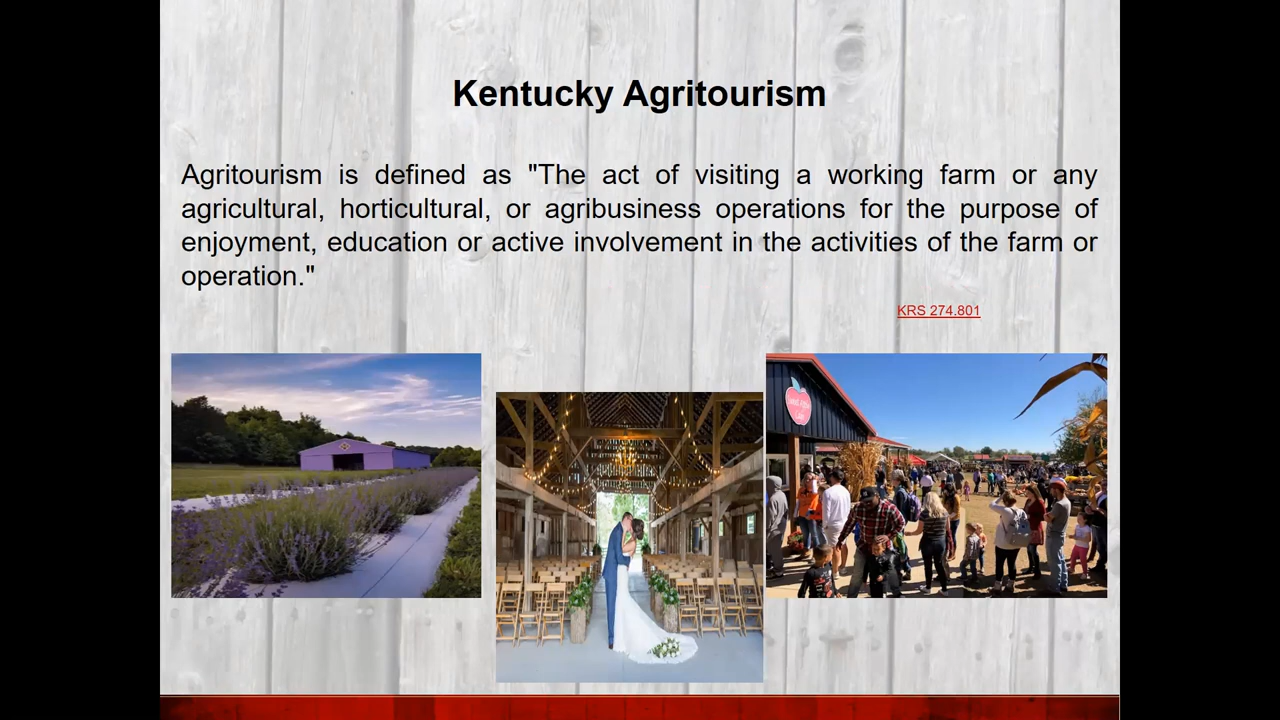 Kentucky Agritourism
Agritourism is defined as "The act of visiting a working farm or any
agricultural, horticultural, or agribusiness operations for the purpose of
enjoyment, education or active involvement in the activities of the farm or
operation."
KRS 274.801